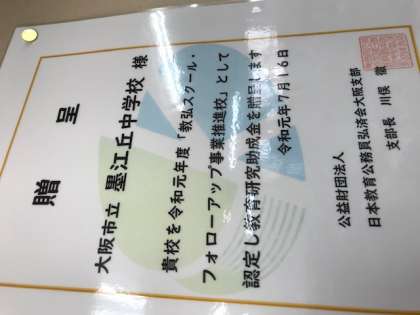 贈呈
大阪市立 墨江丘中学校 様
貴校を令和元年度「教弘スクール・
フォローアップ事業推進校」として
認定し教育研究助成金を贈呈します
令和元年7月16日
公益財団法人
日本教育公務員弘済会大阪支部
支部長 川俣 徹